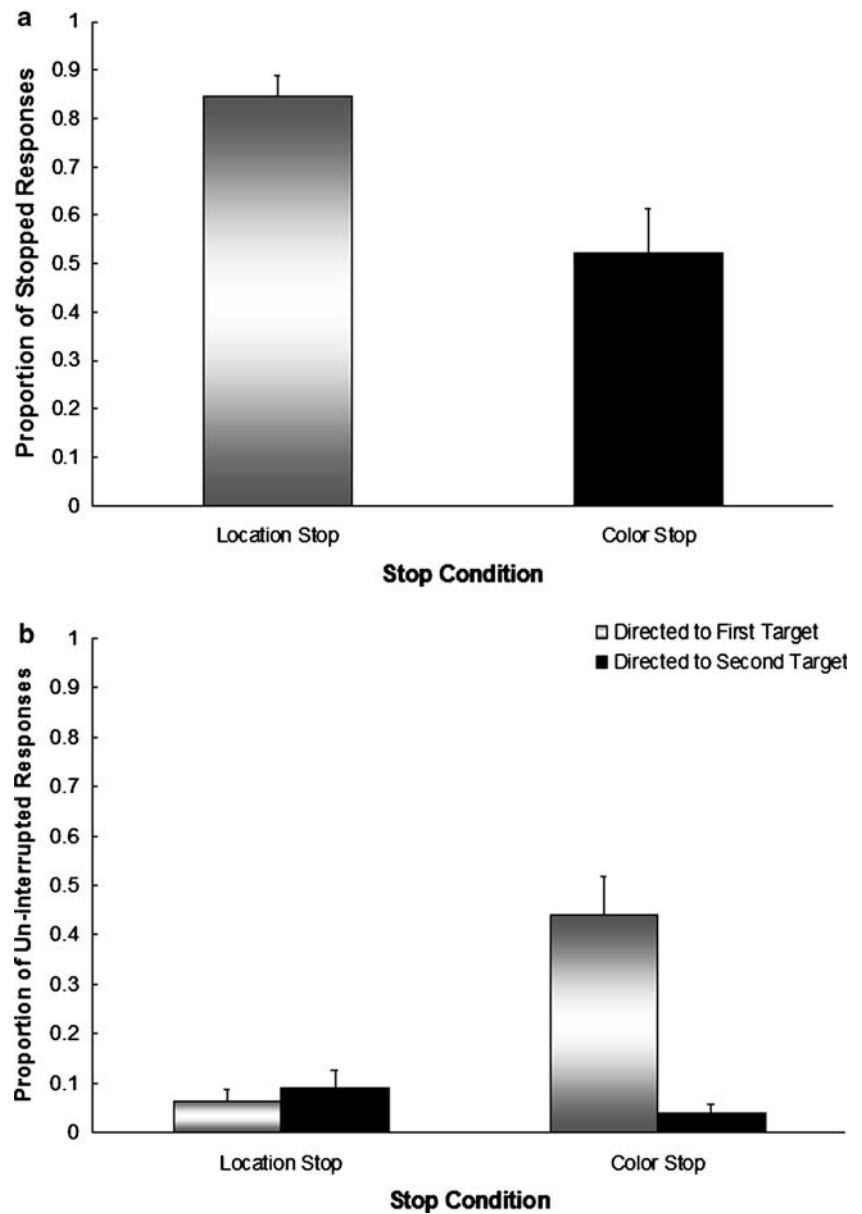 a
1
0.9
0.8
0.7
0.6
0.5
0.4
0.3
0.2
0.1
0
Proportion of Stopped Responses
Location Stop
Color Stop
Stop Condition
b
Directed to First Target
Directed to Second Target
1
0.9
0.8
0.7
0.6
0.5
0.4
0.3
0.2
0.1
0
Proportion of Un-interrupted Responses
Location Stop
Color Stop
Stop Condition